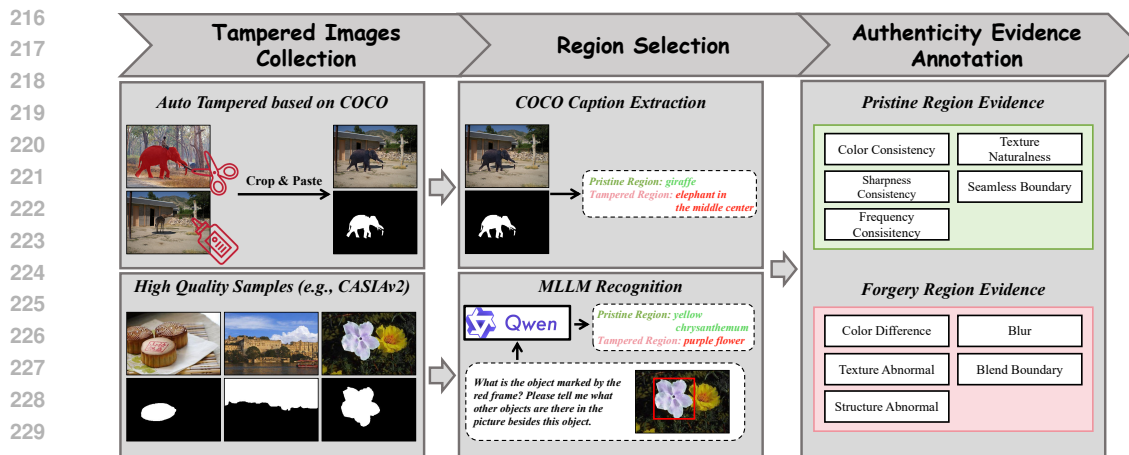 216
217
218
219
220
221
222
223
224
225
226
227
228
229
Tampered Images
Collection
Region Selection
Authenticity Evidence
Annotation
Auto Tampered based on COCO
Crop & Paste
High Quality Samples (e.g., CASIAv2)
COCO Caption Extraction
Pristine Region: giraffe
Tampered Region: elephant in
the middle center
MLLM Recognition
Qwen
Pristine Region: yellow
chrysanthemum
Tampered Region: purple flower
What is the object marked by the
red frame? Please tell me what
other objects are there in the
picture besides this object.
Pristine Region Evidence
Color Consistency
Texture
Naturalness
Sharpness
Consistency
Seamless Boundary
Frequency
Consisitency
Forgery Region Evidence
Color Difference
Blur
Texture Abnormal
Blend Boundary
Structure Abnormal